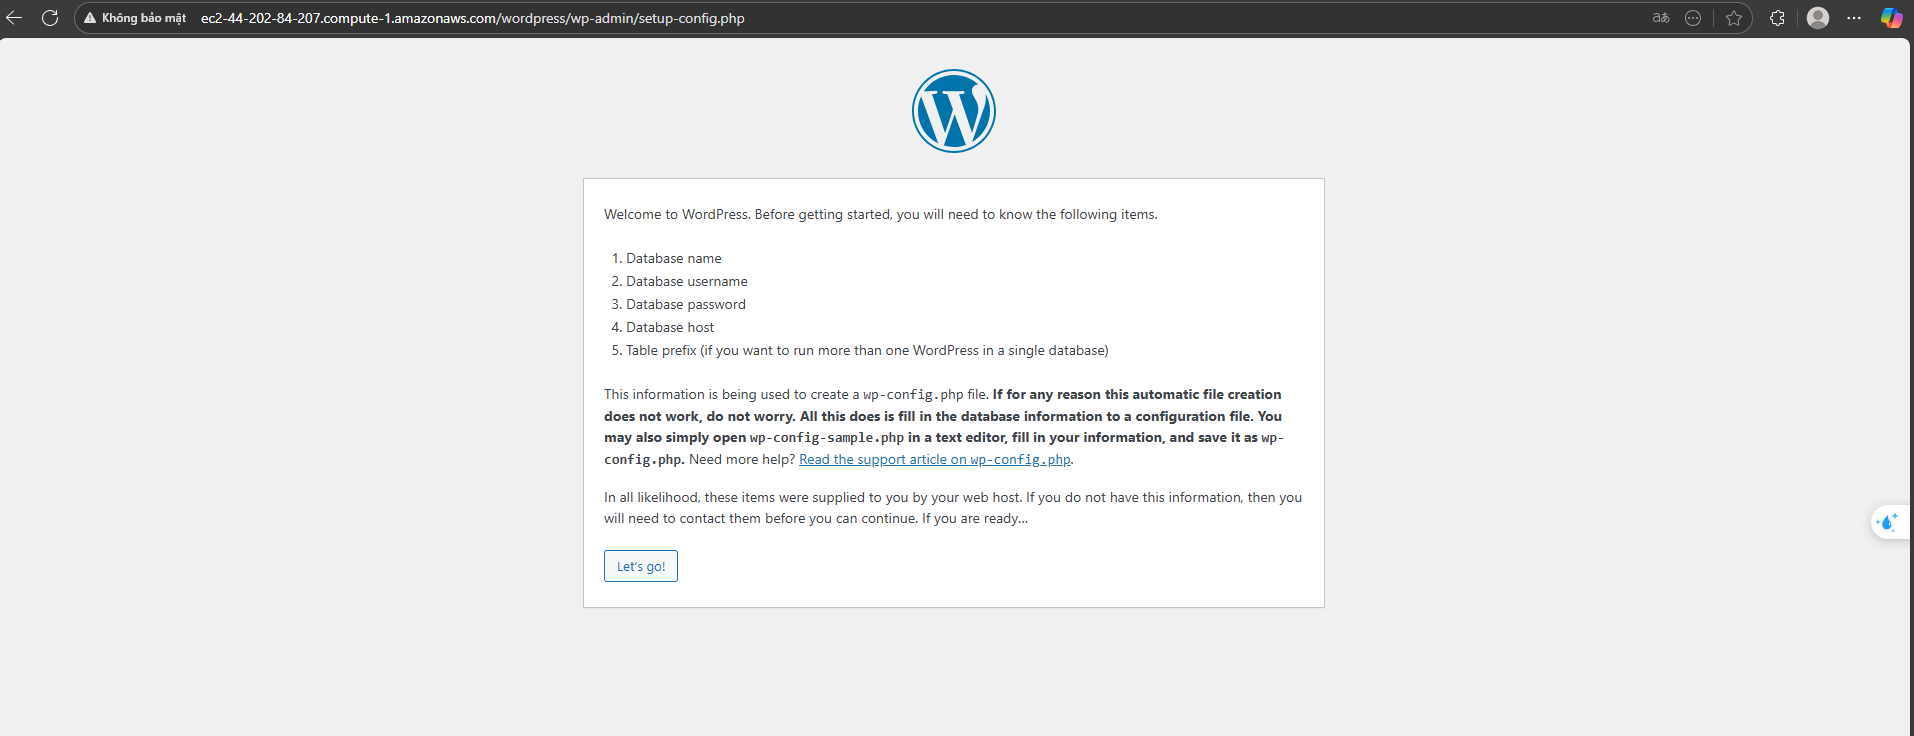 Không bảo mật ec2-44-202-84-207.compute-1.amazonaws.com/wordpress/wp-admin/setup-config.php
Welcome to WordPress. Before getting started, you will need to know the following items.
1. Database name
2. Database username
3. Database password
4. Database host
5. Table prefix (if you want to run more than one WordPress in a single database)
This information is being used to create a wp-config.php file. If for any reason this automatic file creation
does not work, do not worry. All this does is fill in the database information to a configuration file. You
may also simply open wp-config-sample.php in a text editor, fill in your information, and save it as wp-
config.php. Need more help? Read the support article on wp-config.php.
In all likelihood, these items were supplied to you by your web host. If you do not have this information, then you
will need to contact them before you can continue. If you are ready…
Let's go!